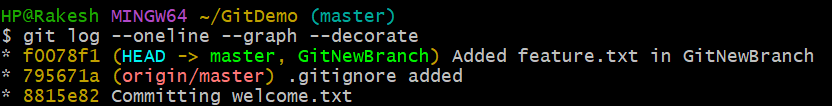 HP@Rakesh MINGW64 ~/GitDemo (master)
$ git log --oneline --graph --decorate
* f0078f1 (HEAD -> master, GitNewBranch) Added feature.txt in GitNewBranch
* 795671a (origin/master) .gitignore added
* 8815e82 Committing welcome.txt